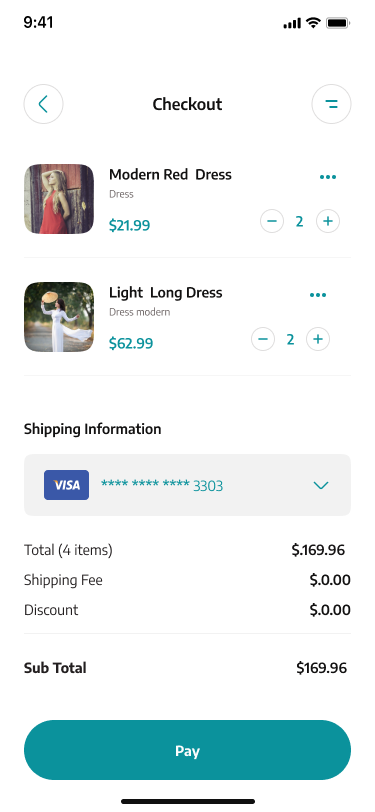 9:41
Checkout
Modern Red Dress
Dress
$21.99
2
Light Long Dress
Dress modern
$62.99
2
Shipping Information
VISA **** **** **** 3303
Total (4 items) $.169.96
Shipping Fee $.0.00
Discount $.0.00
Sub Total $169.96
Pay